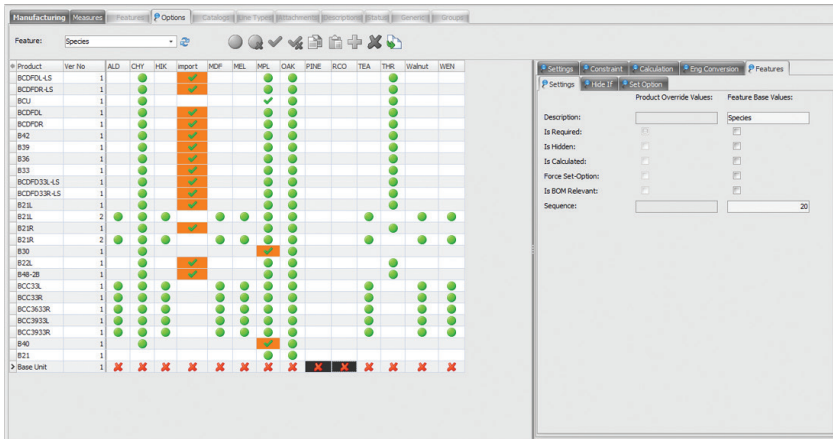 Manufacturing Measures Features Options Catalogs Line Types Attachments Descriptions Status Generic Groups
Feature: Species
Product Ver No ALD CHY HIK import MDF MEL MPL OAK PINE RCO TEA THR Walnut WEN
BCDFDL-LS 1
BCDFDR-LS 1
BCU 1
BCDFDL 1
BCDFDR 1
B42 1
B39 1
B36 1
B33 1
BCDFD33L-LS 1
BCDFD33R-LS 1
B21L 1
B21L 2
B21R 1
B21R 2
B30 1
B22L 1
B48-2B 1
BCC33L 1
BCC33R 1
BCC3633R 1
BCC3933L 1
BCC3933R 1
B40 1
B21 1
Base Unit 1
Settings Constraint Calculation Eng Conversion Features
Settings Hide If Set Option
Product Override Values: Feature Base Values:
Description: Species
Is Required:
Is Hidden:
Is Calculated:
Force Set-Option:
Is BOM Relevant:
Sequence: 20